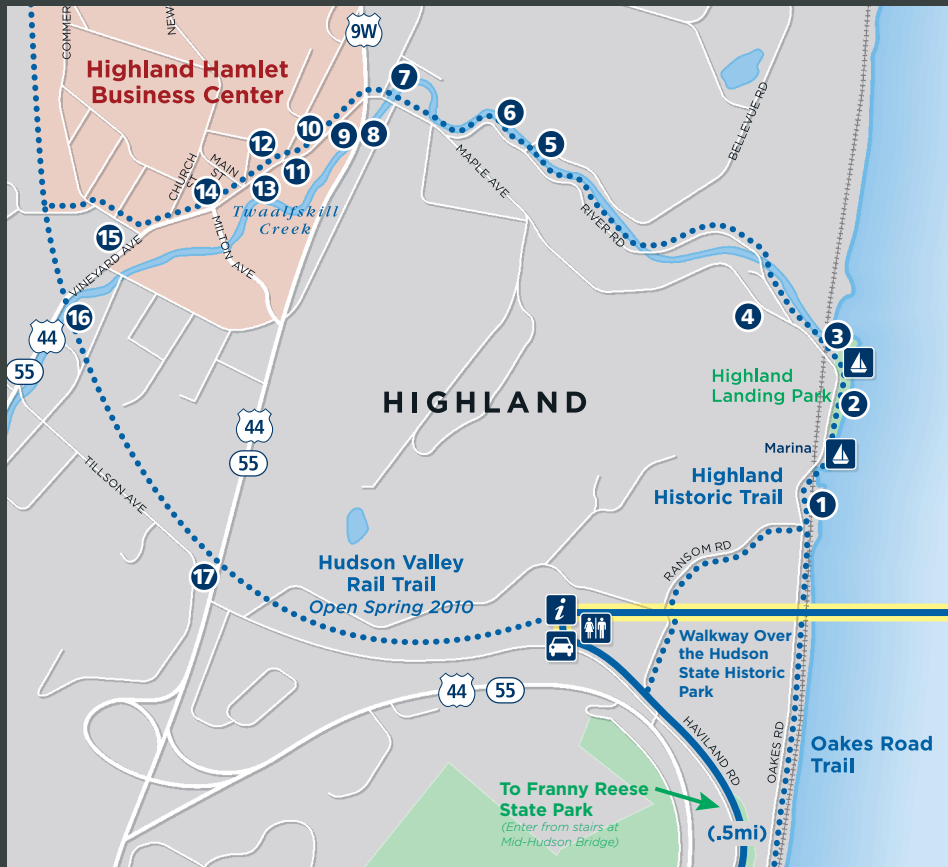 COMMER
NEW
9W
Highland Hamlet
Business Center
7
6
10
12
9
8
5
BELLEVUE RD
MAPLE AVE
CHURCH
ST
MAIN
ST
11
14
13
Twaalfskill
Creek
RIVER RD
15
VINEYARD AVE
MILTON AVE
16
44
55
4
3
HIGHLAND
Highland
Landing Park
2
44
55
Marina
TILLSON AVE
Highland
Historic Trail
1
RANSOM RD
17
Hudson Valley
Rail Trail
Open Spring 2010
i
Walkway Over
the Hudson
State Historic
Park
44
55
HAVILAND RD
OAKES RD
Oakes Road
Trail
To Franny Reese
State Park
(Enter from stairs at
Mid-Hudson Bridge)
(.5mi)